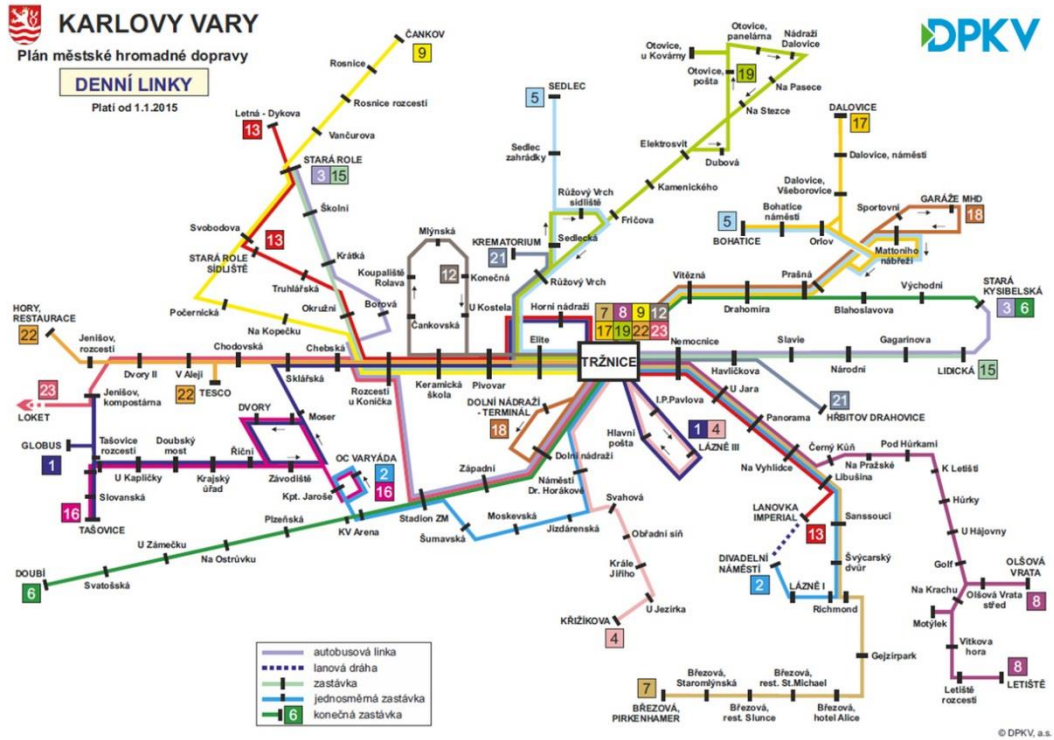 KARLOVY VARY
Plán městské hromadné dopravy
DENNÍ LINKY
Platí od 1.1.2015
DPKV
ČANKOV
9
Rosnice
Rosnice rozcestí
Vančurova
Letná - Dykova
13
STARÁ ROLE
3 15
Školní
Krátká
Borová
Svobodova
13
STARÁ ROLE
SÍDLIŠTĚ
Truhlářská
Okružní
Počernická
Na Kopečku
Mlýnská
Koupaliště
Rolava
12
Konečná
U Kostela
Čankovská
KREMATORIUM
21
5
SEDLEC
Sedlec
zahrádky
Růžový Vrch
sídliště
Sedlecká
Růžový Vrch
Fričova
Kamenického
Elektrosvit
Dubová
Otovice,
u Kovárny
Otovice,
panelárna
Nádraží
Dalovice
Otovice,
pošta
19
Na Pasece
Na Stezce
DALOVICE
17
Dalovice, náměstí
Dalovice,
Všeborovice
Bohatice
náměstí
5
BOHATICE
Orlov
Sportovní
GARÁŽE MHD
18
Mattoniho
nábřeží
Vítězná
Prašná
Drahomíra
Blahoslavova
Východní
STARÁ
KYSIBELSKÁ
3 6
HORY,
RESTAURACE
22
Jenišov,
rozcestí
Dvory II
V Aleji
Chodovská
Sklářská
Chebská
22
TESCO
23
LOKET
Jenišov,
kompostárna
Rozcestí
u Koníčka
Keramická
škola
Pivovar
Elite
Horní nádraží
7 8 9 12
17 19 22 23
TRŽNICE
Nemocnice
Slavie
Gagarinova
Havlíčkova
Národní
LIDICKÁ
15
21
HŘBITOV DRAHOVICE
U Jara
Panorama
I.P.Pavlova
Hlavní
pošta
1 4
LÁZNĚ III
DOLNÍ NÁDRAŽÍ
-TERMINÁL
18
Dolní nádraží
Náměstí
Dr. Horákové
DVORY
Moser
GLOBUS
1
Tašovice
rozcestí
Doubský
most
Říční
U Kapličky
Krajský
úřad
Závodiště
Slovanská
16
TAŠOVICE
OC VARYÁDA
2
16
Kpt. Jaroše
KV Arena
Západní
Stadion ZM
Plzeňská
U Zámečku
Na Ostrůvku
Svatošská
DOUBÍ
6
Šumavská
Moskevská
Jízdárenská
Svahová
Obřadní síň
Krále
Jiřího
U Jezírka
KŘIŽÍKOVA
4
Na Vyhlídce
Libušina
Černý Kůň
Na Pražské
Pod Hůrkami
K Letišti
Hůrky
U Hájovny
Golf
Na Krachu
Olšová Vrata
střed
OLŠOVÁ
VRATA
8
Motýlek
Vítkova
hora
Letiště
rozcestí
8
LETIŠTĚ
LANOVKA
IMPERIAL
13
Sanssouci
Švýcarský
dvůr
DIVADELNÍ
NÁMĚSTÍ
2
LÁZNĚ I
Richmond
Gejzírpark
Březová,
hotel Alice
Březová,
rest. St.Michael
Březová,
rest. Slunce
Březová,
Staromlýnská
7
BŘEZOVÁ,
PIRKENHAMER
autobusová linka
lanová dráha
zastávka
jednosměrná zastávka
6 konečná zastávka
© DPKV, a.s.